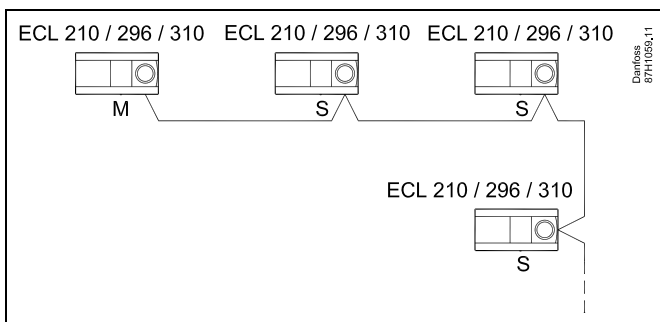 ECL 210 / 296 / 310 ECL 210 / 296 / 310 ECL 210 / 296 / 310
M S S
ECL 210 / 296 / 310
S
Danfoss
87H1059.11